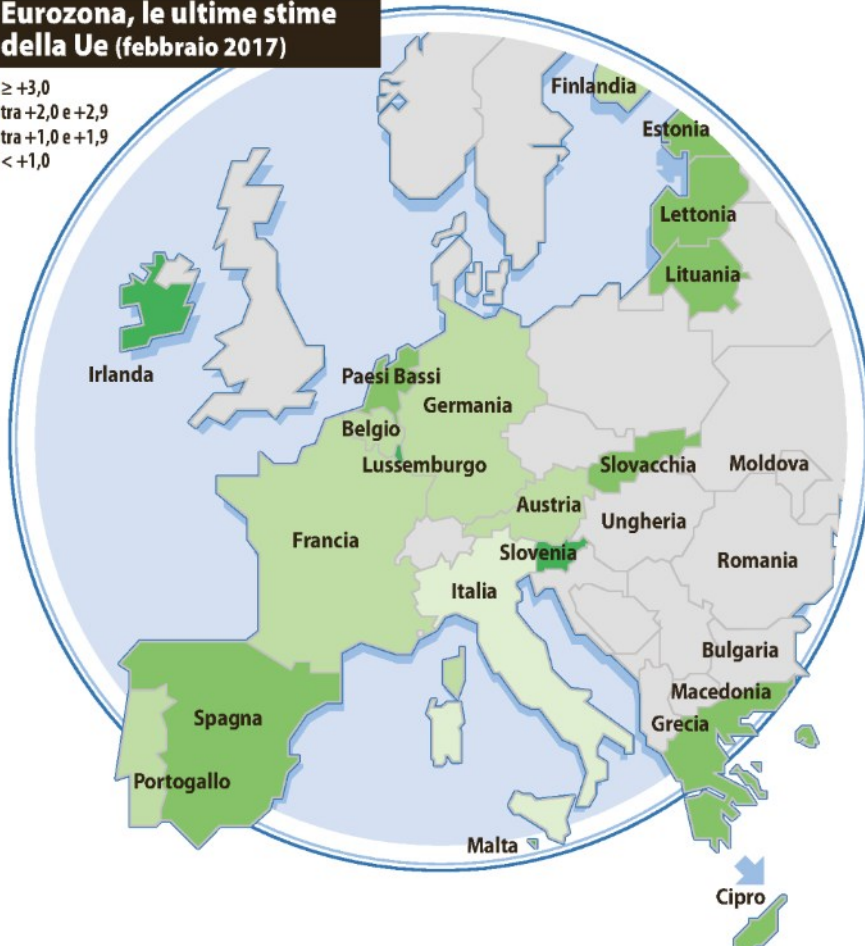 Eurozona, le ultime stime
della Ue (febbraio 2017)
≥ +3,0
tra +2,0 e +2,9
tra +1,0 e +1,9
< +1,0
Finlandia
Estonia
Lettonia
Lituania
Irlanda
Paesi Bassi
Germania
Belgio
Lussemburgo
Slovacchia
Moldova
Austria
Ungheria
Francia
Slovenia
Romania
Italia
Bulgaria
Macedonia
Spagna
Grecia
Portogallo
Malta
Cipro